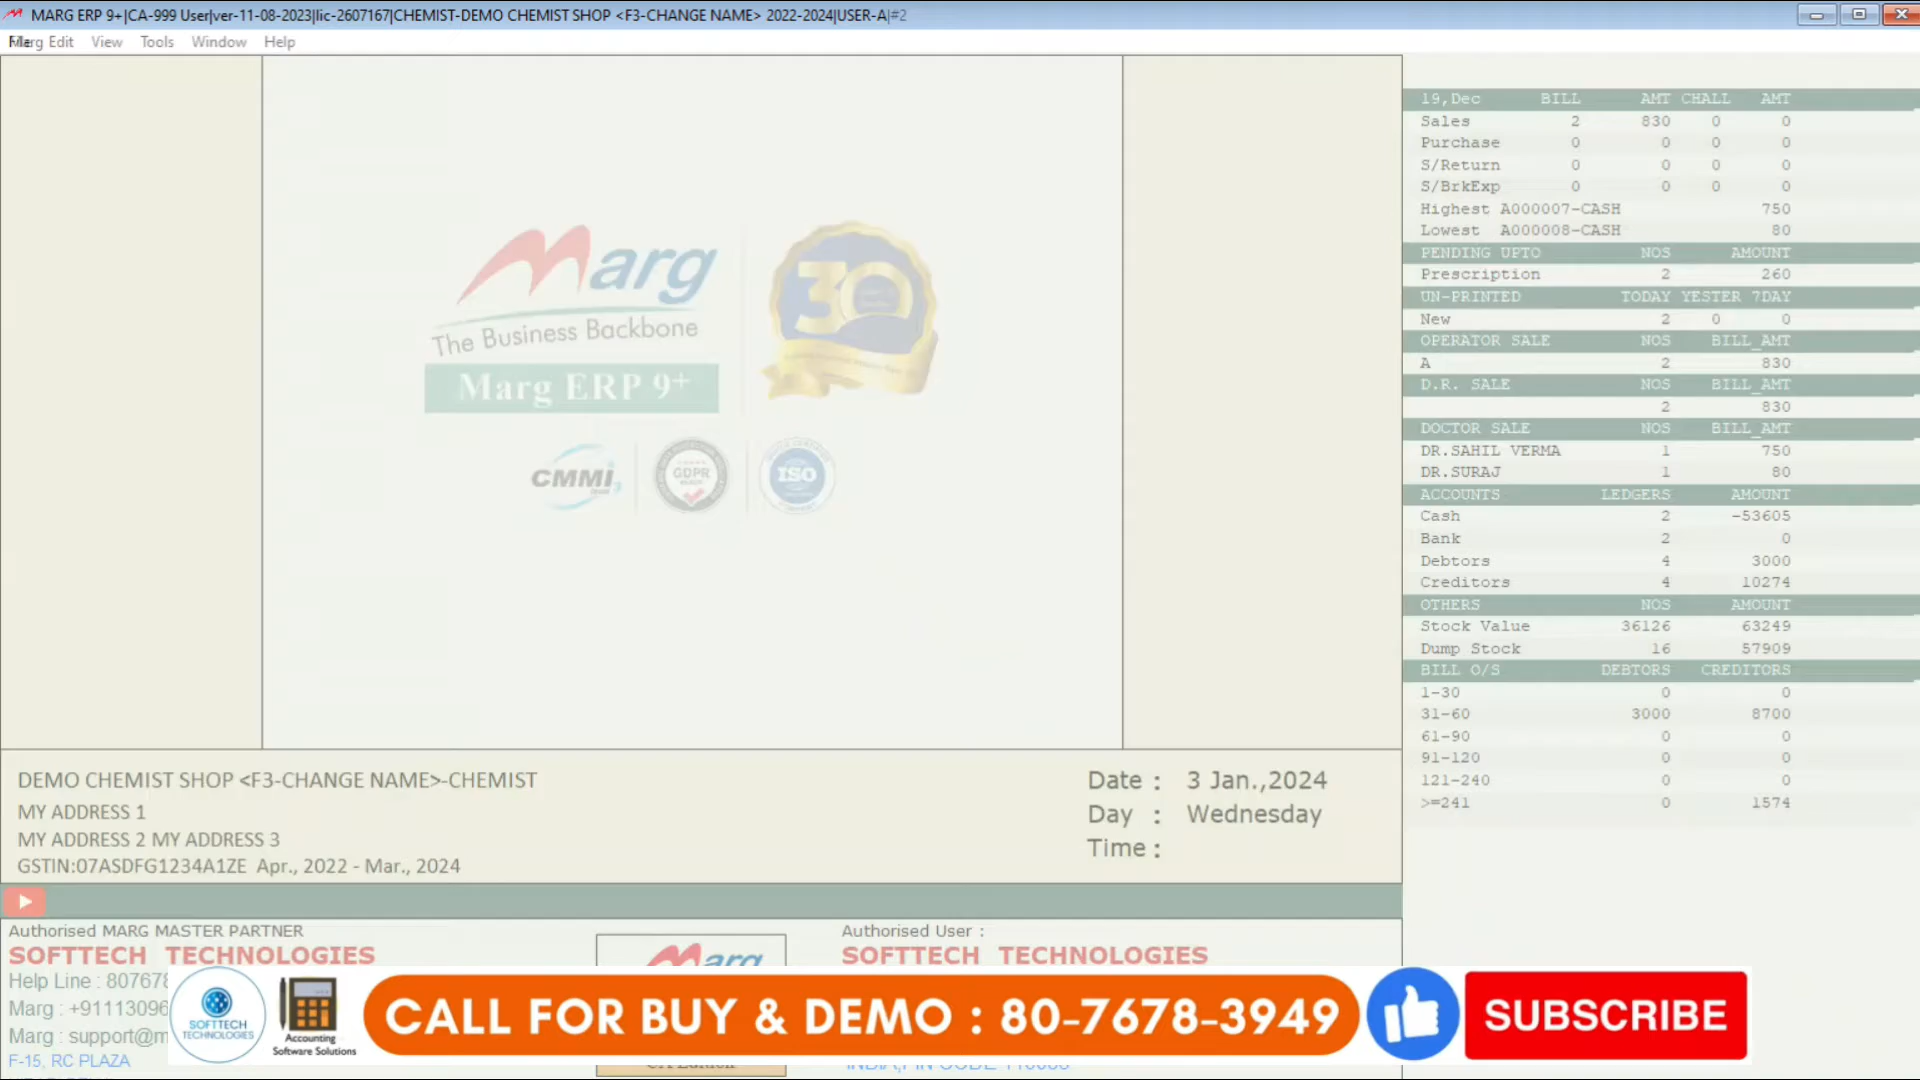 MARG ERP 9+|CA-999 User|ver-11-08-2023|lic-2607167|CHEMIST-DEMO CHEMIST SHOP <F3-CHANGE NAME> 2022-2024|USER-A|#2
Edit View Tools Window Help
Marg
The Business Backbone
Marg ERP 9+
30
CMMi GDPR ISO
19,Dec BILL AMT CHALL AMT
Sales 2 830 0 0
Purchase 0 0 0 0
S/Return 0 0 0 0
S/BrkExp 0 0 0 0
Highest A000007-CASH 750
Lowest A000008-CASH 80
PENDING UPTO NOS AMOUNT
Prescription 2 260
UN-PRINTED TODAY YESTER 7DAY
New 2 0 0
OPERATOR SALE NOS BILL_AMT
A 2 830
D.R. SALE NOS BILL_AMT
2 830
DOCTOR SALE NOS BILL_AMT
DR.SAHIL VERMA 1 750
DR.SURAJ 1 80
ACCOUNTS LEDGERS AMOUNT
Cash 2 -53605
Bank 2 0
Debtors 4 3000
Creditors 4 10274
OTHERS NOS AMOUNT
Stock Value 36126 63249
Dump Stock 16 57909
BILL O/S DEBTORS CREDITORS
1-30 0 0
31-60 3000 8700
61-90 0 0
91-120 0 0
121-240 0 0
>=241 0 1574
DEMO CHEMIST SHOP <F3-CHANGE NAME>-CHEMIST
MY ADDRESS 1
MY ADDRESS 2 MY ADDRESS 3
GSTIN:07ASDFG1234A1ZE Apr., 2022 - Mar., 2024
Date : 3 Jan.,2024
Day : Wednesday
Time :
Authorised MARG MASTER PARTNER
SOFTTECH TECHNOLOGIES
Help Line : 80767
Marg : +91113096
Marg : support@m
F-15, RC PLAZA
Marg
Authorised User :
SOFTTECH TECHNOLOGIES
SOFTTECH
TECHNOLOGIES
Accounting
Software Solutions
CALL FOR BUY & DEMO : 80-7678-3949
SUBSCRIBE